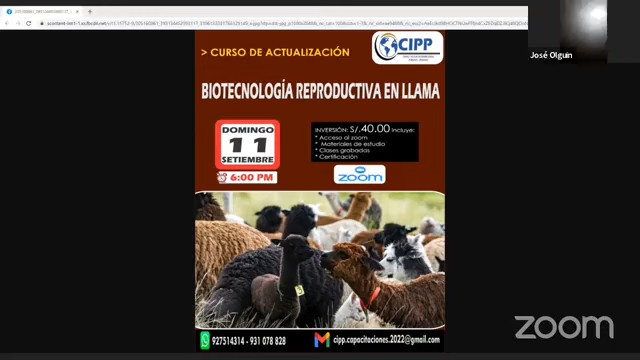 José Olguin
CIPP
> CURSO DE ACTUALIZACIÓN
BIOTECNOLOGÍA REPRODUCTIVA EN LLAMA
DOMINGO
11
SETIEMBRE
6:00 PM
INVERSIÓN: S/.40.00 Incluye:
* Acceso al zoom
* Materiales de estudio
* Clases grabadas
* Certificación
zoom
927514314 - 931 078 828
cipp.capacitaciones.2022@gmail.com
zoom